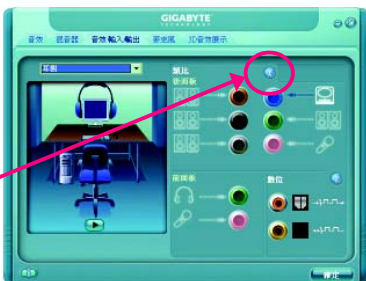 GIGABYTE
音效 混音器 音效輸入/輸出 麥克風 3D音效展示
耳機
類比
後面板
前面板
數位
確定